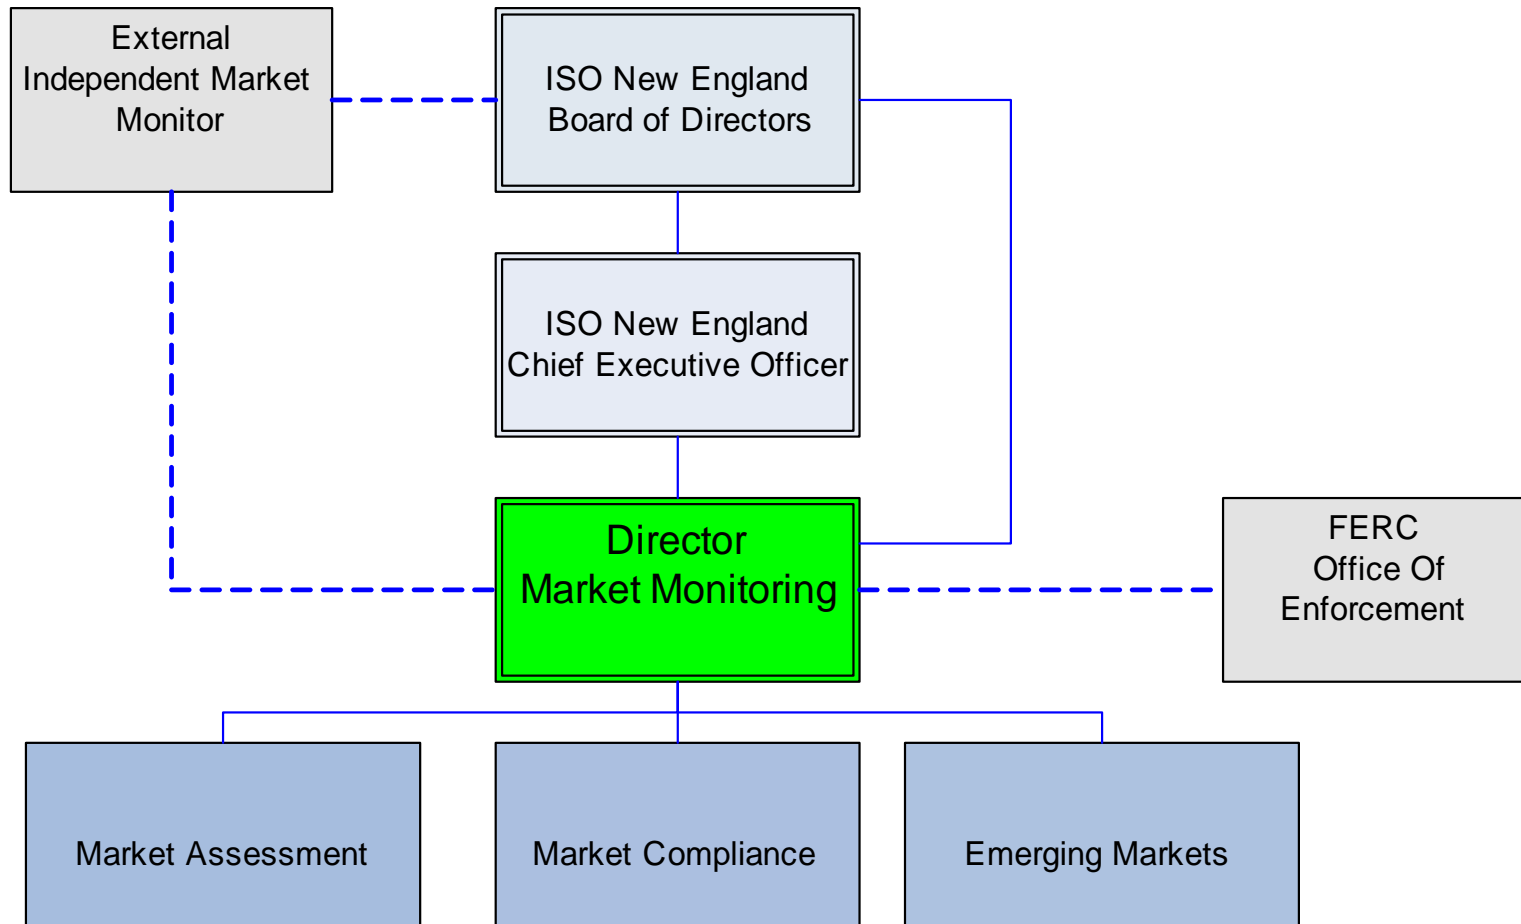 External
Independent Market
Monitor
ISO New England
Board of Directors
ISO New England
Chief Executive Officer
Director
Market Monitoring
FERC
Office Of
Enforcement
Market Assessment
Market Compliance
Emerging Markets